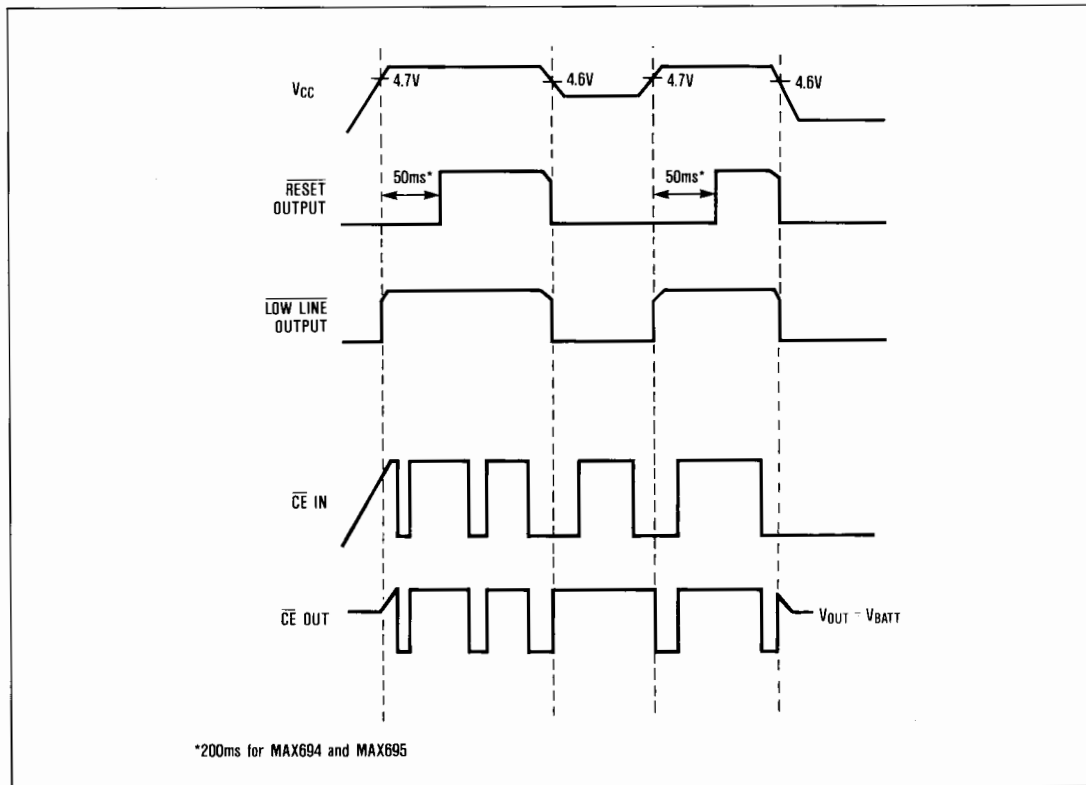 VCC
4.7V
4.6V
4.7V
4.6V
RESET
OUTPUT
50ms*
50ms*
LOW LINE
OUTPUT
CE IN
CE OUT
VOUT = VBATT
*200ms for MAX694 and MAX695